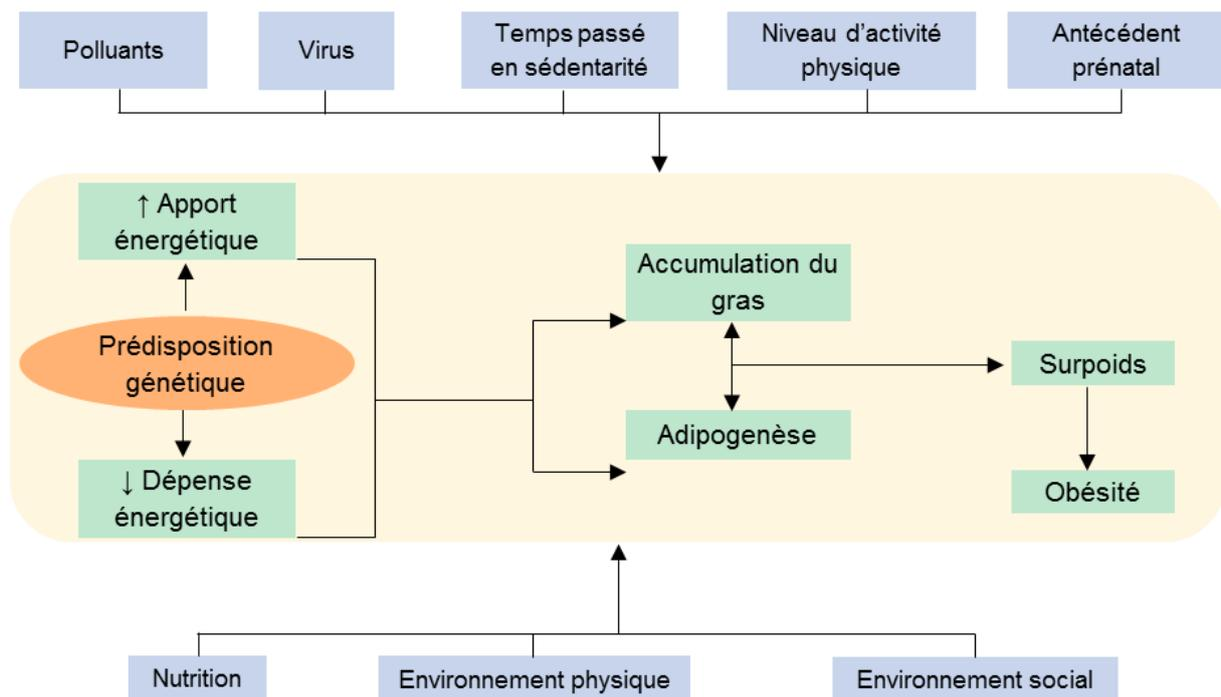 Polluants
Virus
Temps passé
en sédentarité
Niveau d'activité
physique
Antécédent
prénatal
↑ Apport
énergétique
Prédisposition
génétique
↓ Dépense
énergétique
Accumulation du
gras
Adipogenèse
Surpoids
Obésité
Nutrition
Environnement physique
Environnement social